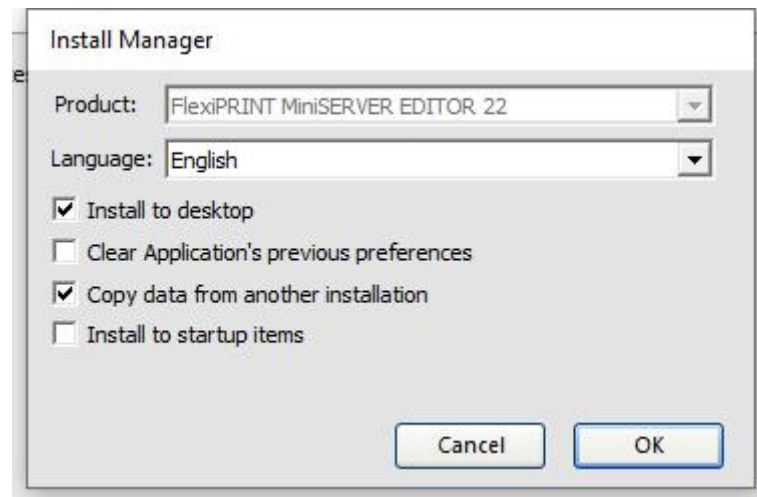 Install Manager
Product: FlexiPRINT MiniSERVER EDITOR 22
Language: English
Install to desktop
Clear Application's previous preferences
Copy data from another installation
Install to startup items
Cancel OK